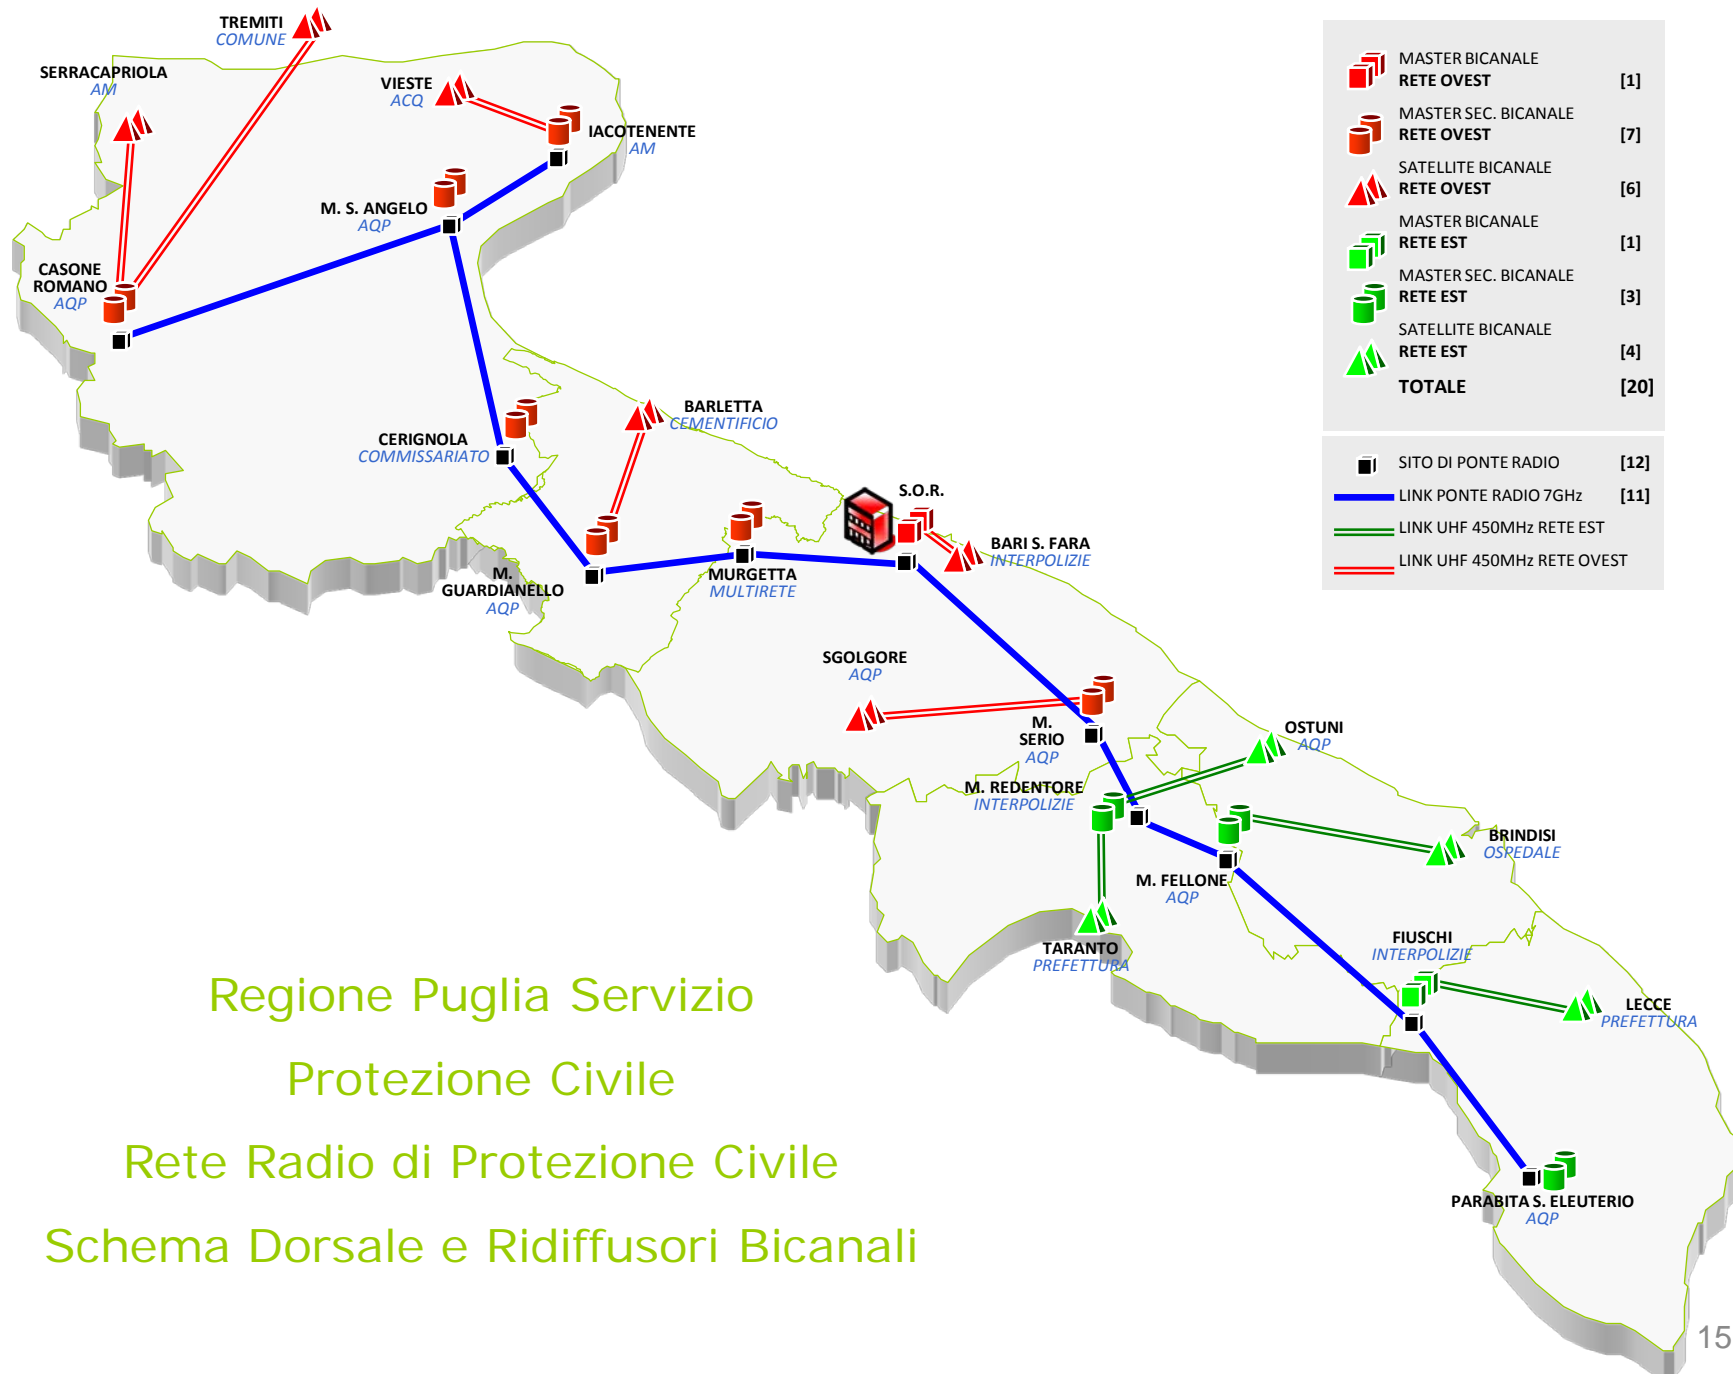 TREMITI
COMUNE
SERRACAPRIOLA
AM
VIESTE
ACQ
IACOTENENTE
AM
M. S. ANGELO
AQP
CASONE
ROMANO
AQP
BARLETTA
CEMENTIFICIO
CERIGNOLA
COMMISSARIATO
S.O.R.
BARI S. FARA
INTERPOLIZIE
M.
GUARDIANELLO
AQP
MURGETTA
MULTIRETE
SGOLGORE
AQP
M.
SERIO
AQP
OSTUNI
AQP
M. REDENTORE
INTERPOLIZIE
BRINDISI
OSPEDALE
M. FELLONE
AQP
TARANTO
PREFETTURA
FIUSCHI
INTERPOLIZIE
LECCE
PREFETTURA
PARABITA S. ELEUTERIO
AQP
MASTER BICANALE
RETE OVEST [1]
MASTER SEC. BICANALE
RETE OVEST [7]
SATELLITE BICANALE
RETE OVEST [6]
MASTER BICANALE
RETE EST [1]
MASTER SEC. BICANALE
RETE EST [3]
SATELLITE BICANALE
RETE EST [4]
TOTALE [20]
SITO DI PONTE RADIO [12]
LINK PONTE RADIO 7GHz [11]
LINK UHF 450MHz RETE EST
LINK UHF 450MHz RETE OVEST
Regione Puglia Servizio
Protezione Civile
Rete Radio di Protezione Civile
Schema Dorsale e Ridiffusori Bicanali
15